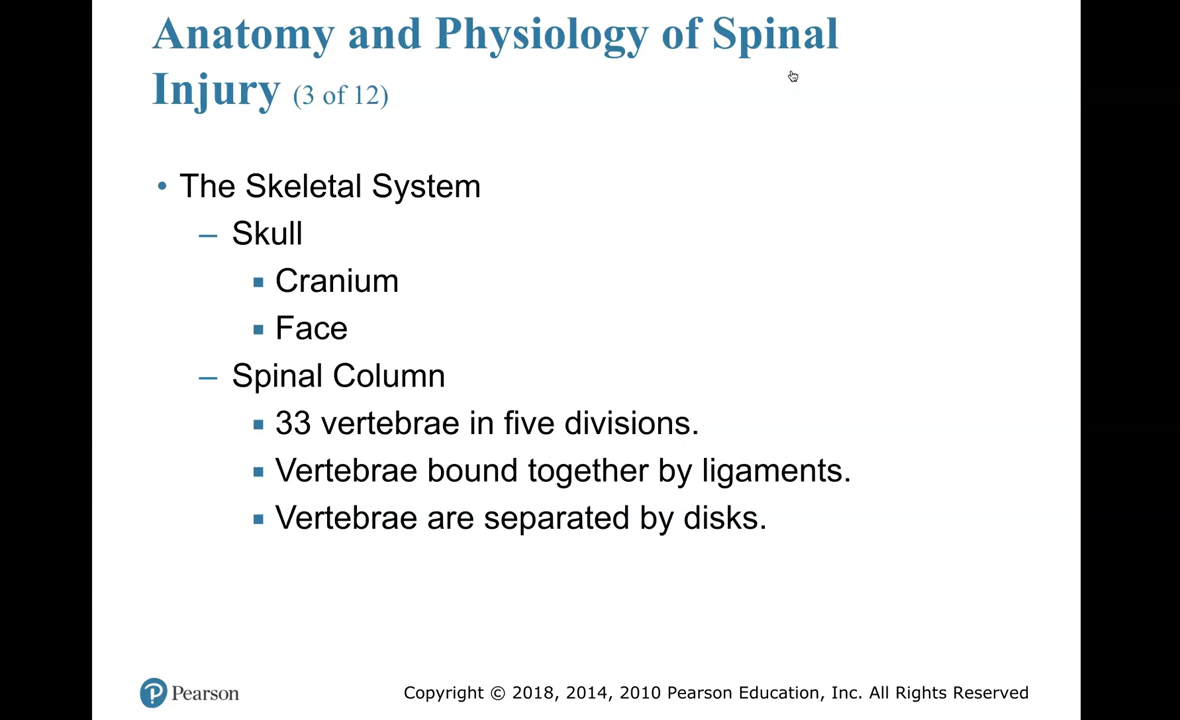 Anatomy and Physiology of Spinal
Injury (3 of 12)
• The Skeletal System
– Skull
▪ Cranium
▪ Face
– Spinal Column
▪ 33 vertebrae in five divisions.
▪ Vertebrae bound together by ligaments.
▪ Vertebrae are separated by disks.
P Pearson
Copyright © 2018, 2014, 2010 Pearson Education, Inc. All Rights Reserved